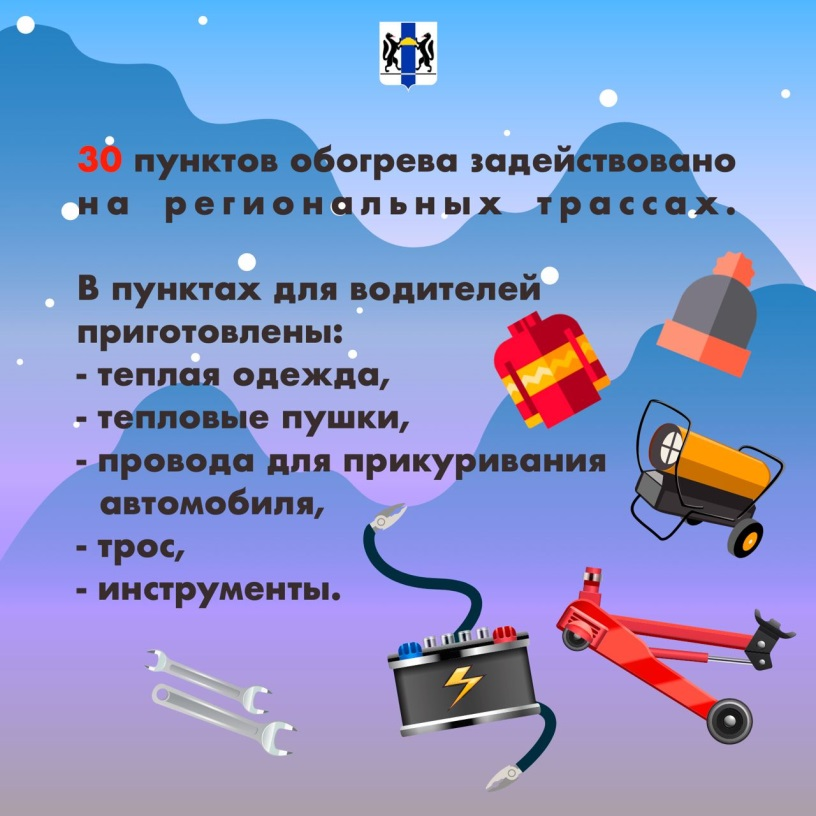 30 пунктов обогрева задействовано
на региональных трассах.
В пунктах для водителей
приготовлены:
- теплая одежда,
- тепловые пушки,
- провода для прикуривания
автомобиля,
- трос,
- инструменты.